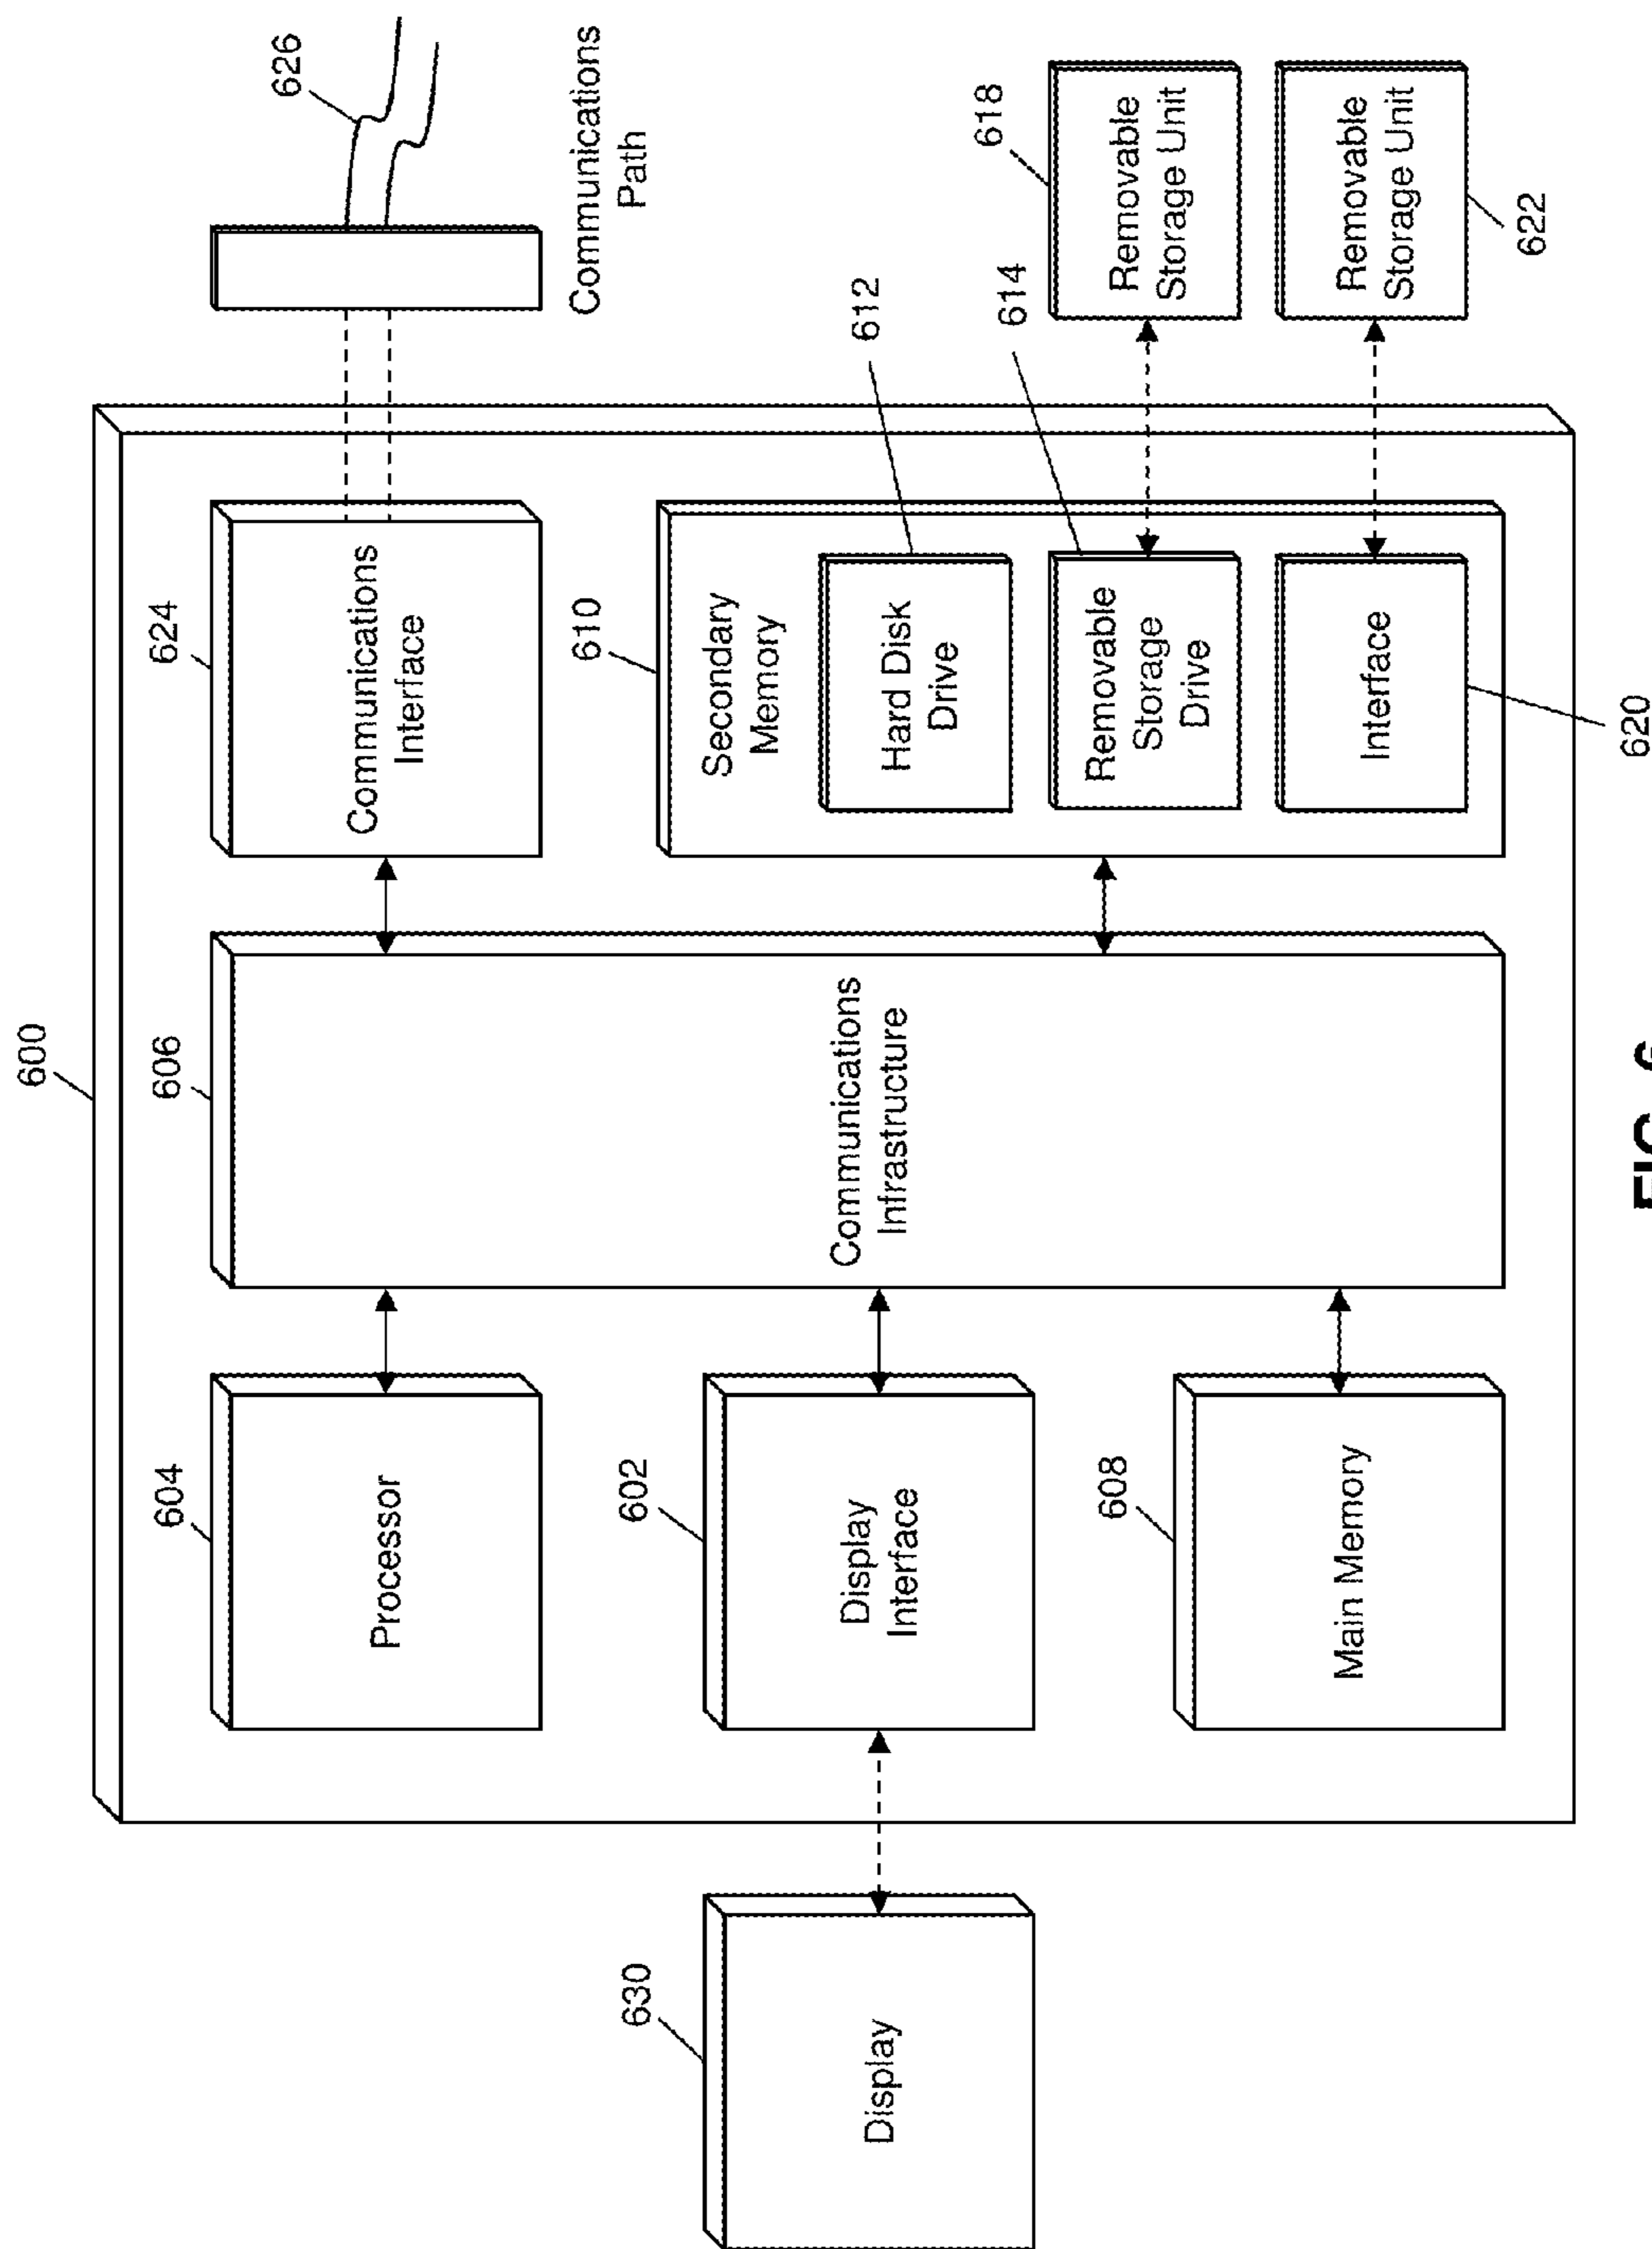 600
604
606
624
626
Processor
Communications
Interface
Communications
Path
630
602
610
Display
Display
Interface
Communications
Infrastructure
Secondary
Memory
612
Hard Disk
Drive
608
614
618
Removable
Storage
Drive
Removable
Storage Unit
Main Memory
Interface
Removable
Storage Unit
622
620
FIG. 6